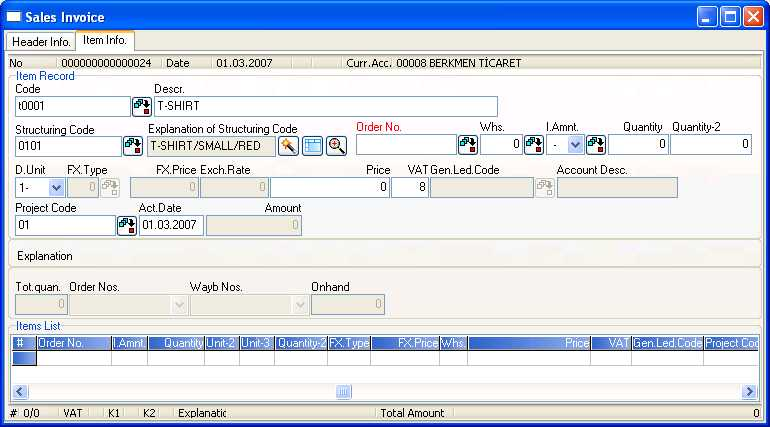 Sales Invoice
Header Info. Item Info.
No 000000000000024 Date 01.03.2007 Curr.Acc. 00008 BERKMEN TİCARET
Item Record
Code Descr.
t0001 T-SHIRT
Structuring Code Explanation of Structuring Code Order No. Whs. I.Amnt. Quantity Quantity-2
0101 T-SHIRT/SMALL/RED 0 - 0 0
D.Unit FX.Type FX.Price Exch.Rate Price VAT Gen.Led.Code Account Desc.
1- 0 0 0 0 8
Project Code Act.Date Amount
01 01.03.2007 0
Explanation
Tot.quan. Order Nos. Wayb Nos. Onhand
0 0
Items List
# Order No. I.Amnt. Quantity Unit-2 Unit-3 Quantity-2 FX.Type FX.Price Whs. Price VAT Gen.Led.Code Project Cod
# 0/0 VAT K1 K2 Explanatic Total Amount 0